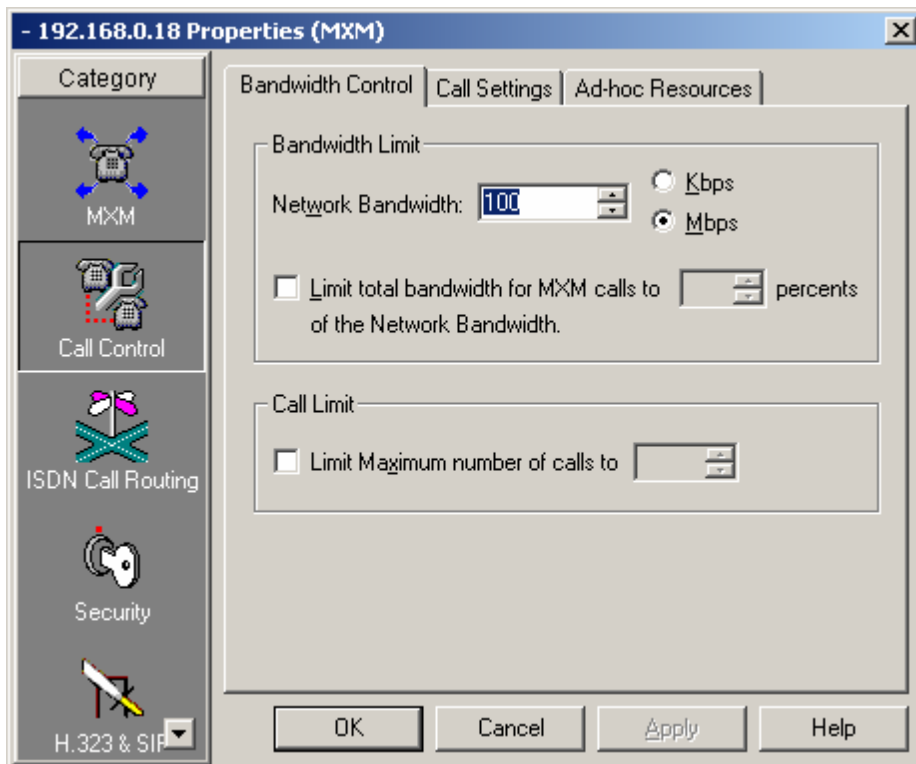 - 192.168.0.18 Properties (MXM)
Category
MXM
Call Control
ISDN Call Routing
Security
H.323 & SIP
Bandwidth Control
Call Settings
Ad-hoc Resources
Bandwidth Limit
Network Bandwidth: 100
Kbps
Mbps
Limit total bandwidth for MXM calls to percents
of the Network Bandwidth.
Call Limit
Limit Maximum number of calls to
OK
Cancel
Apply
Help